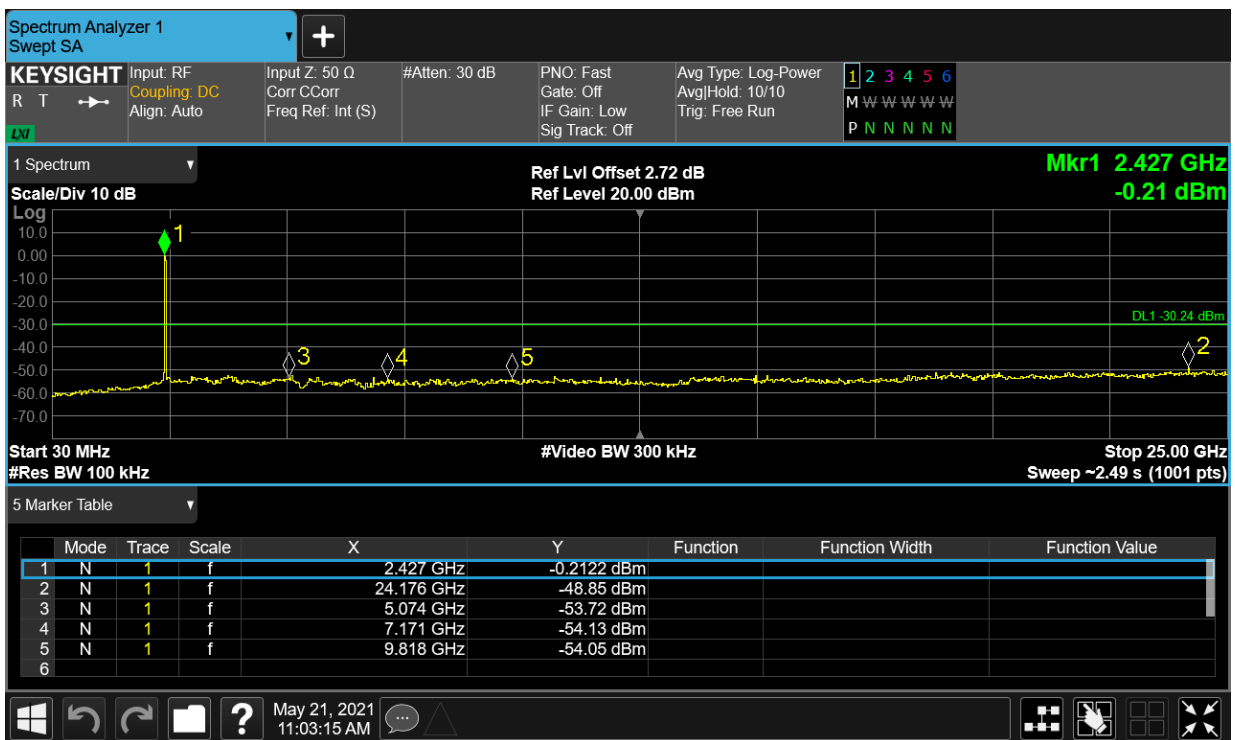 Spectrum Analyzer 1
Swept SA
+
KEYSIGHT Input: RF Input Z: 50 Ω #Atten: 30 dB PNO: Fast Avg Type: Log-Power 1 2 3 4 5 6
R T Coupling: DC Corr CCorr Gate: Off Avg|Hold: 10/10 M W W W W W
Align: Auto Freq Ref: Int (S) IF Gain: Low Trig: Free Run
LXI Sig Track: Off P N N N N N
1 Spectrum Ref Lvl Offset 2.72 dB Mkr1 2.427 GHz
Scale/Div 10 dB Ref Level 20.00 dBm -0.21 dBm
Log
10.0 1
0.00
-10.0
-20.0
-30.0 DL1 -30.24 dBm
-40.0 3 4 5 2
-50.0
-60.0
-70.0
Start 30 MHz #Video BW 300 kHz Stop 25.00 GHz
#Res BW 100 kHz Sweep ~2.49 s (1001 pts)
5 Marker Table
Mode Trace Scale X Y Function Function Width Function Value
1 N 1 f 2.427 GHz -0.2122 dBm
2 N 1 f 24.176 GHz -48.85 dBm
3 N 1 f 5.074 GHz -53.72 dBm
4 N 1 f 7.171 GHz -54.13 dBm
5 N 1 f 9.818 GHz -54.05 dBm
6
? May 21, 2021
11:03:15 AM